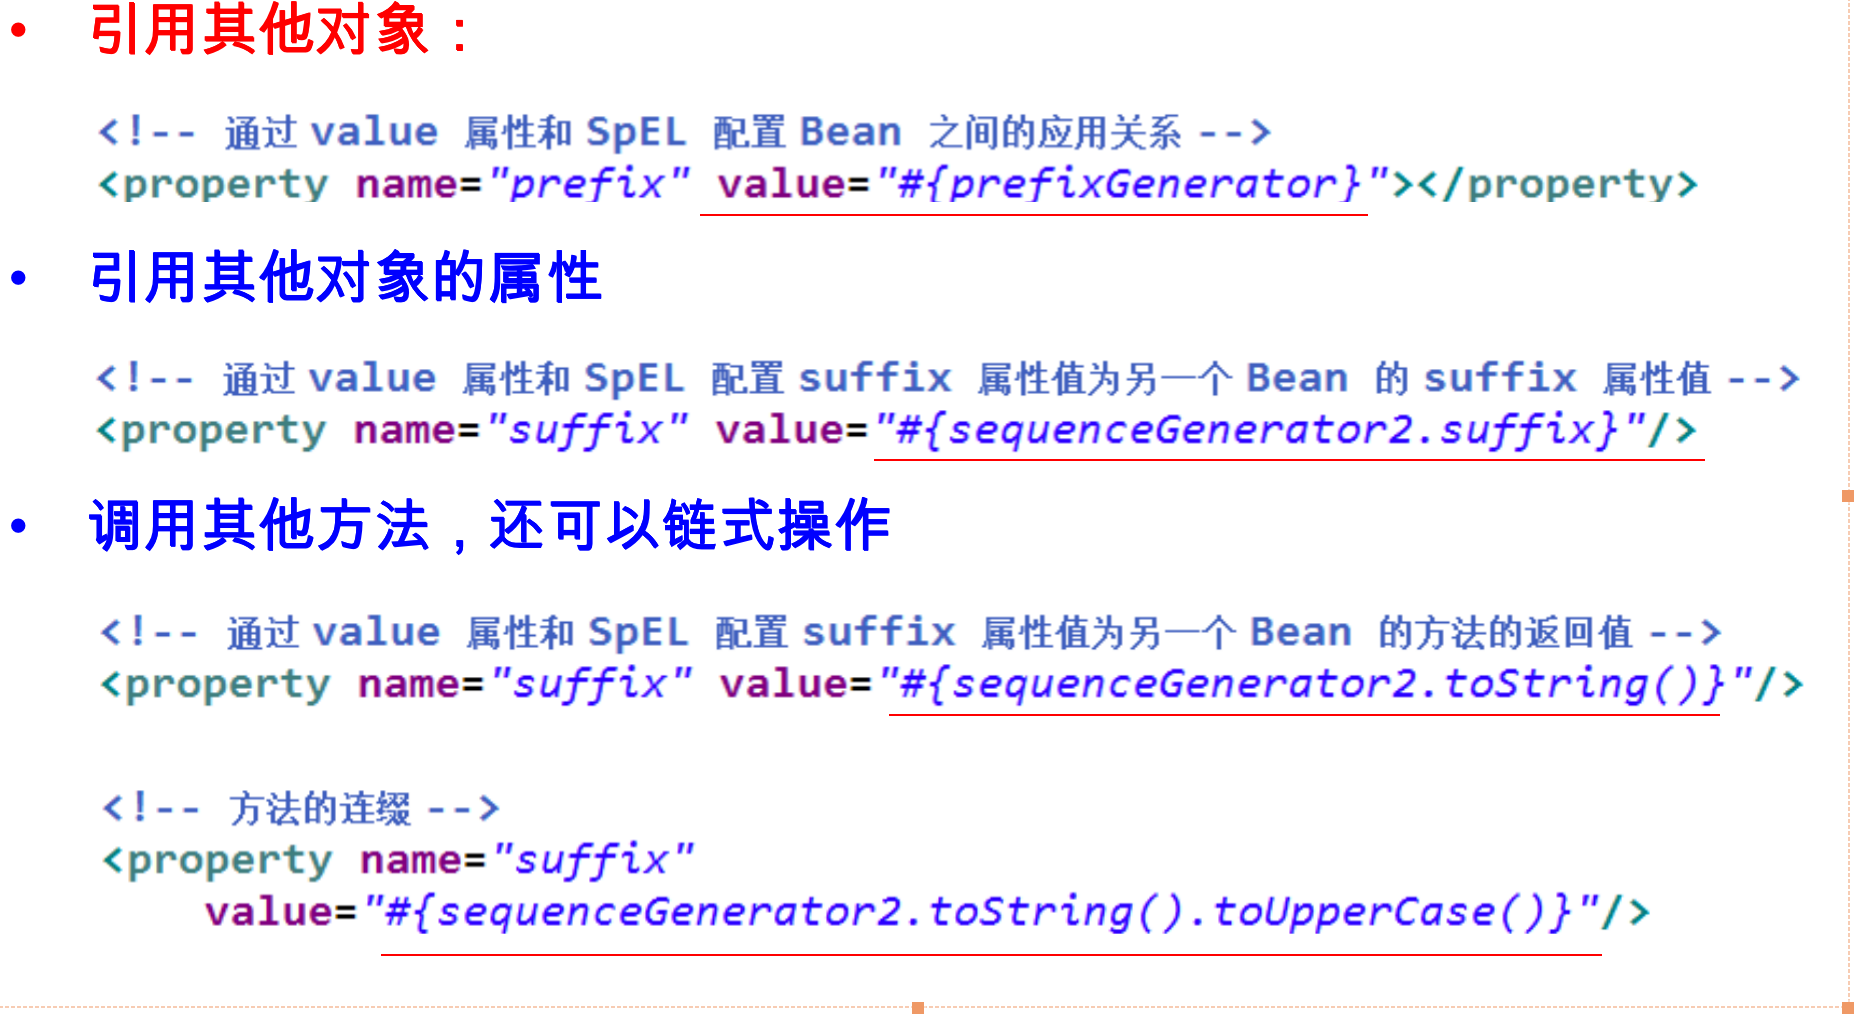 • 引用其他对象：
<!-- 通过 value 属性和 SpEL 配置 Bean 之间的应用关系 -->
<property name="prefix" value="#{prefixGenerator}"></property>
• 引用其他对象的属性
<!-- 通过 value 属性和 SpEL 配置 suffix 属性值为另一个 Bean 的 suffix 属性值 -->
<property name="suffix" value="#{sequenceGenerator2.suffix}"/>
• 调用其他方法，还可以链式操作
<!-- 通过 value 属性和 SpEL 配置 suffix 属性值为另一个 Bean 的方法的返回值 -->
<property name="suffix" value="#{sequenceGenerator2.toString()}"/>
<!-- 方法的连缀 -->
<property name="suffix"
value="#{sequenceGenerator2.toString().toUpperCase()}"/>